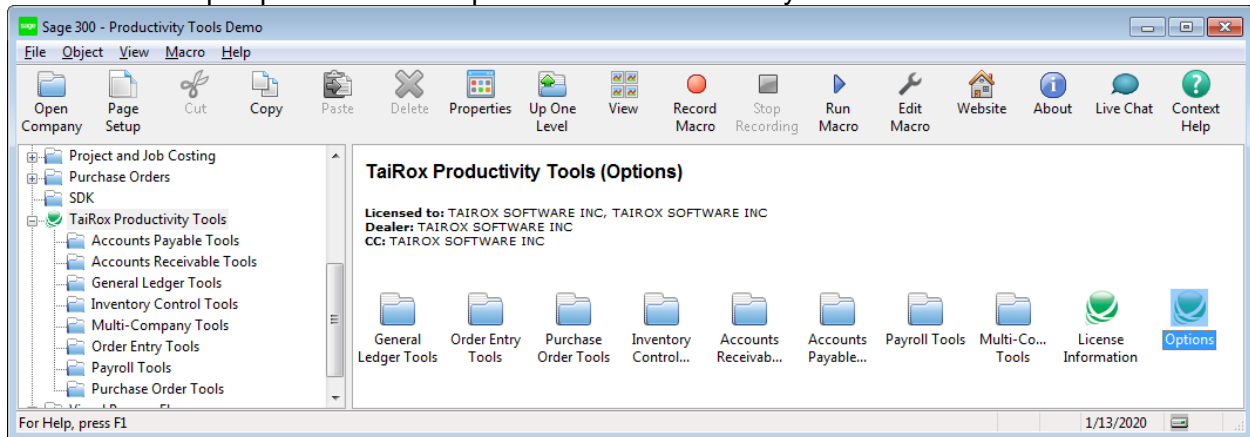 Sage 300 - Productivity Tools Demo
File Object View Macro Help
Open Company
Page Setup
Cut
Copy
Paste
Delete
Properties
Up One Level
View
Record Macro
Stop Recording
Run Macro
Edit Macro
Website
About
Live Chat
Context Help
Project and Job Costing
Purchase Orders
SDK
TaiRox Productivity Tools
Accounts Payable Tools
Accounts Receivable Tools
General Ledger Tools
Inventory Control Tools
Multi-Company Tools
Order Entry Tools
Payroll Tools
Purchase Order Tools
TaiRox Productivity Tools (Options)
Licensed to: TAIROX SOFTWARE INC, TAIROX SOFTWARE INC
Dealer: TAIROX SOFTWARE INC
CC: TAIROX SOFTWARE INC
General Ledger Tools
Order Entry Tools
Purchase Order Tools
Inventory Control...
Accounts Receivab...
Accounts Payable...
Payroll Tools
Multi-Co... Tools
License Information
Options
For Help, press F1
1/13/2020